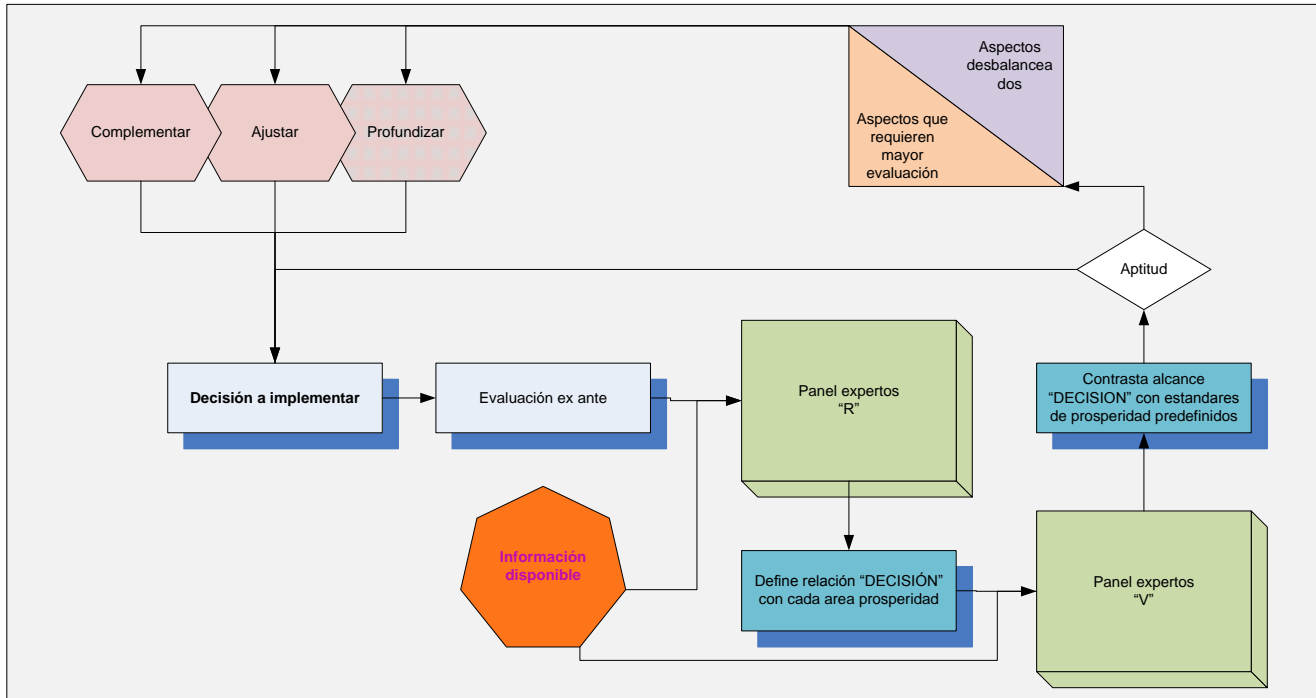 Aspectos
desbalancea
dos
Aspectos que
requieren
mayor
evaluación
Complementar
Ajustar
Profundizar
Aptitud
Decisión a implementar
Evaluación ex ante
Panel expertos
“R”
Contrasta alcance
“DECISION” con estandares
de prosperidad predefinidos
Información
disponible
Define relación “DECISIÓN”
con cada area prosperidad
Panel expertos
“V”